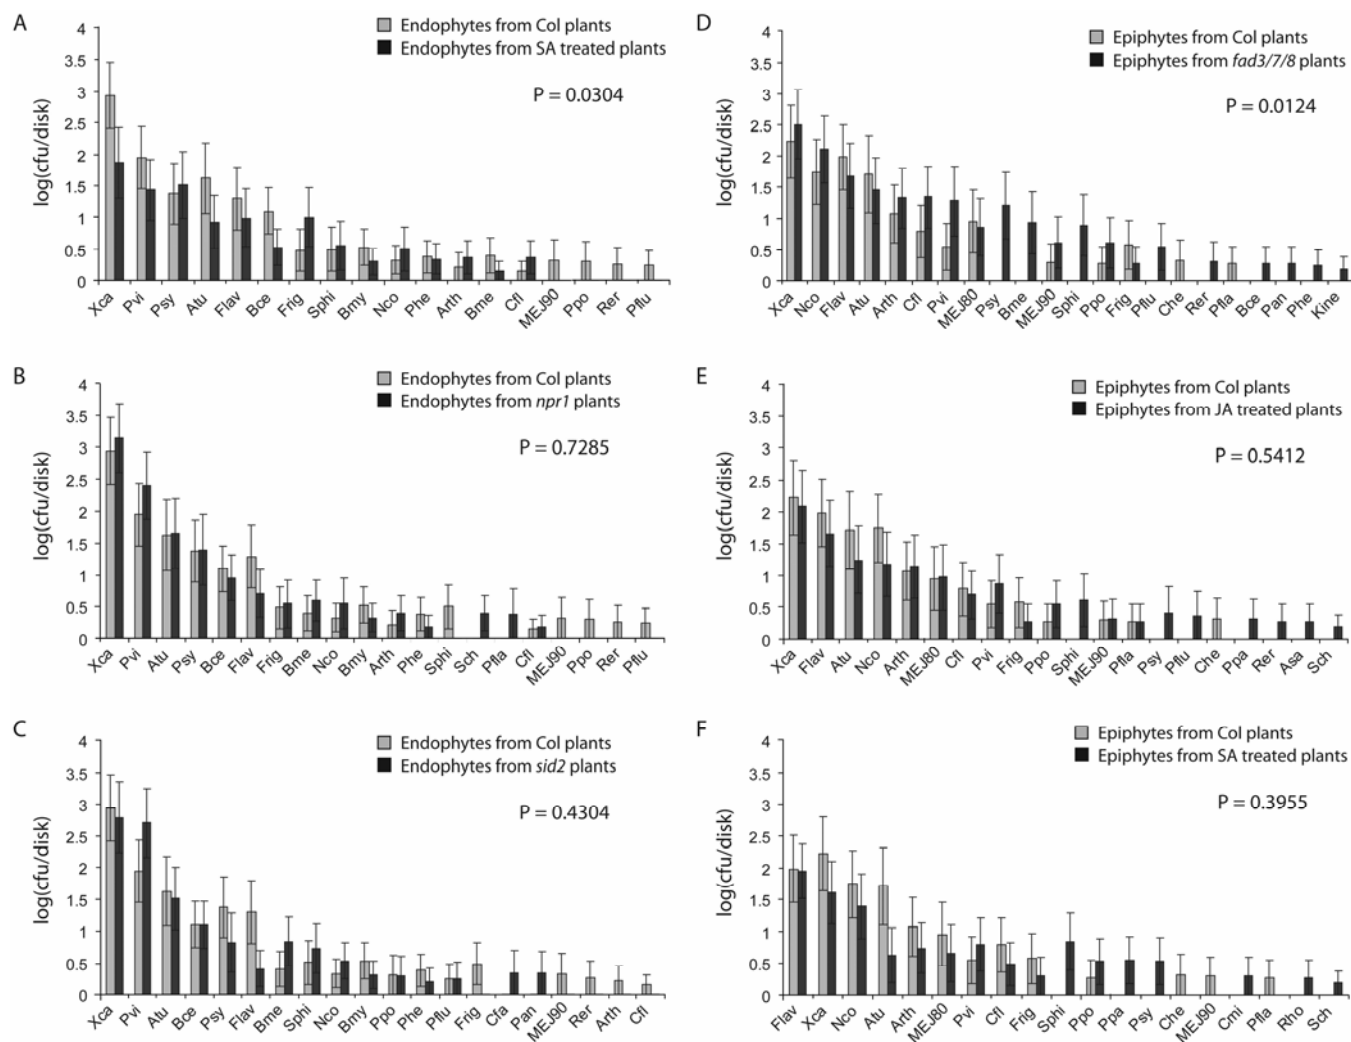 A
Endophytes from Col plants
Endophytes from SA treated plants
P = 0.0304
log(cfu/disk)
4
3.5
3
2.5
2
1.5
1
0.5
0
Xca Pvi Psy Atu Flav Bce Frig Sphi Bmy Nco Phe Arth Bme Cfl MEJ90 Ppo Rer Pflu
B
Endophytes from Col plants
Endophytes from npr1 plants
P = 0.7285
log(cfu/disk)
4
3.5
3
2.5
2
1.5
1
0.5
0
Xca Pvi Atu Psy Bce Flav Frig Bme Nco Bmy Arth Phe Sphi Sch Pfla Cfl MEJ90 Ppo Rer Pflu
C
Endophytes from Col plants
Endophytes from sid2 plants
P = 0.4304
log(cfu/disk)
4
3.5
3
2.5
2
1.5
1
0.5
0
Xca Pvi Atu Bce Psy Flav Bme Sphi Nco Bmy Ppo Phe Pflu Frig Cfa Pan MEJ90 Rer Arth Cfl
D
Epiphytes from Col plants
Epiphytes from fad3/7/8 plants
P = 0.0124
log(cfu/disk)
4
3.5
3
2.5
2
1.5
1
0.5
0
Xca Nco Flav Atu Arth Cfl Pvi MEJ80 Psy Bme MEJ90 Sphi Ppo Frig Pflu Che Rer Pfla Bce Pan Phe Kine
E
Epiphytes from Col plants
Epiphytes from JA treated plants
P = 0.5412
log(cfu/disk)
4
3.5
3
2.5
2
1.5
1
0.5
0
Xca Flav Atu Nco Arth MEJ80 Cfl Pvi Frig Ppo Sphi MEJ90 Pfla Psy Pflu Che Ppa Rer Asa Sch
F
Epiphytes from Col plants
Epiphytes from SA treated plants
P = 0.3955
log(cfu/disk)
4
3.5
3
2.5
2
1.5
1
0.5
0
Flav Xca Nco Atu Arth MEJ80 Pvi Cfl Frig Sphi Ppo Ppa Psy Che MEJ90 Cmi Pfla Rho Sch